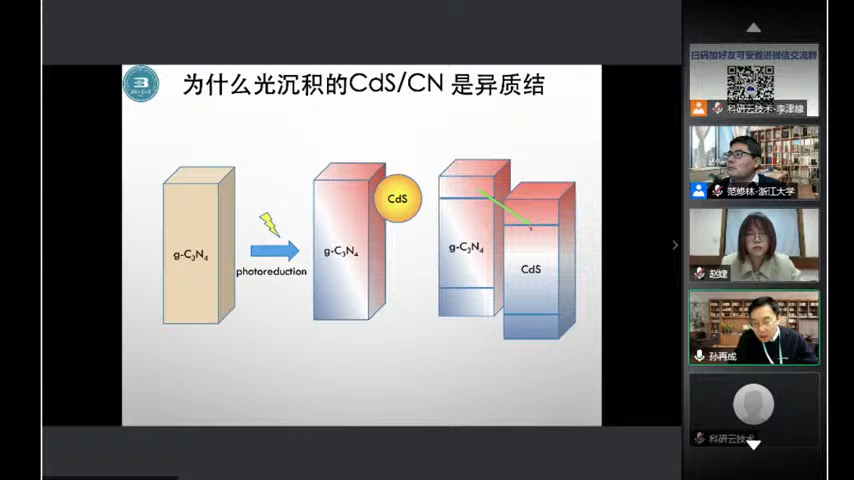 为什么光沉积的CdS/CN 是异质结
g-C₃N₄
photoreduction
g-C₃N₄
CdS
g-C₃N₄
CdS
扫码加好友可受邀进微信交流群
科研云技术-李津缐
范修林-浙江大学
赵婕
孙再成
科研云技术